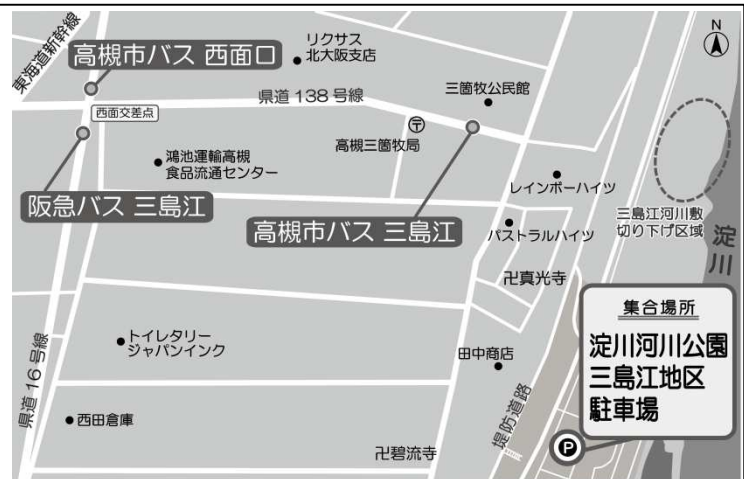 東海道新幹線
高槻市バス 西面口
リクサス
北大阪支店
N
県道 138 号線
三箇牧公民館
西面交差点
高槻三箇牧局
鴻池運輸高槻
食品流通センター
レインボーハイツ
阪急バス 三島江
高槻市バス 三島江
パストラルハイツ
三島江河川敷
切り下げ区域
淀川
卍真光寺
集合場所
淀川河川公園
三島江地区
駐車場
トイレタリー
ジャパンインク
田中商店
県道 16 号線
西田倉庫
堤防道路
卍碧流寺
P